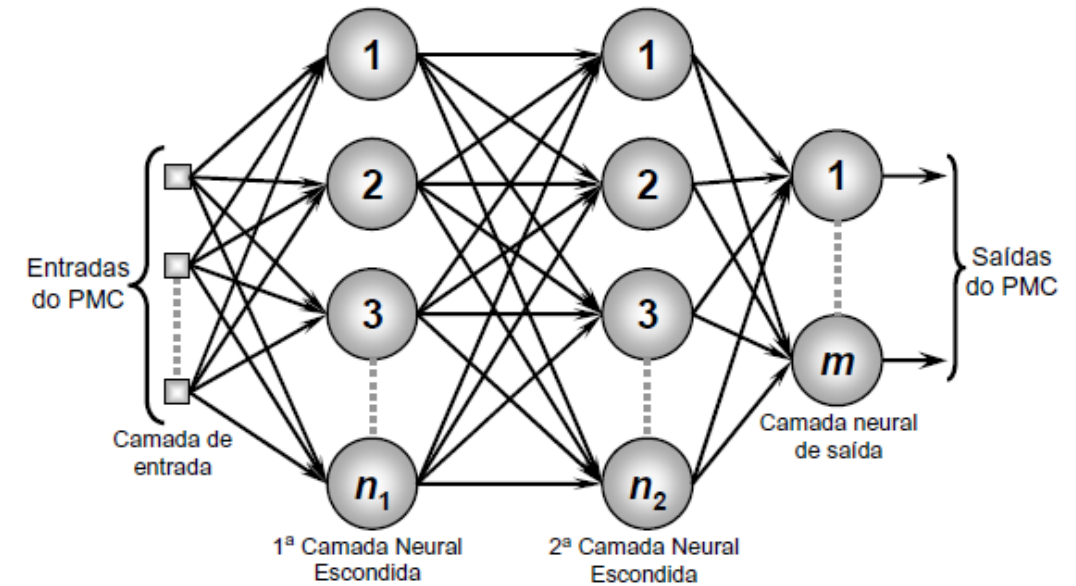 Entradas
do PMC
Camada de
entrada
1
2
3
n1
1ª Camada Neural
Escondida
1
2
3
n2
2ª Camada Neural
Escondida
1
m
Camada neural
de saída
Saídas
do PMC